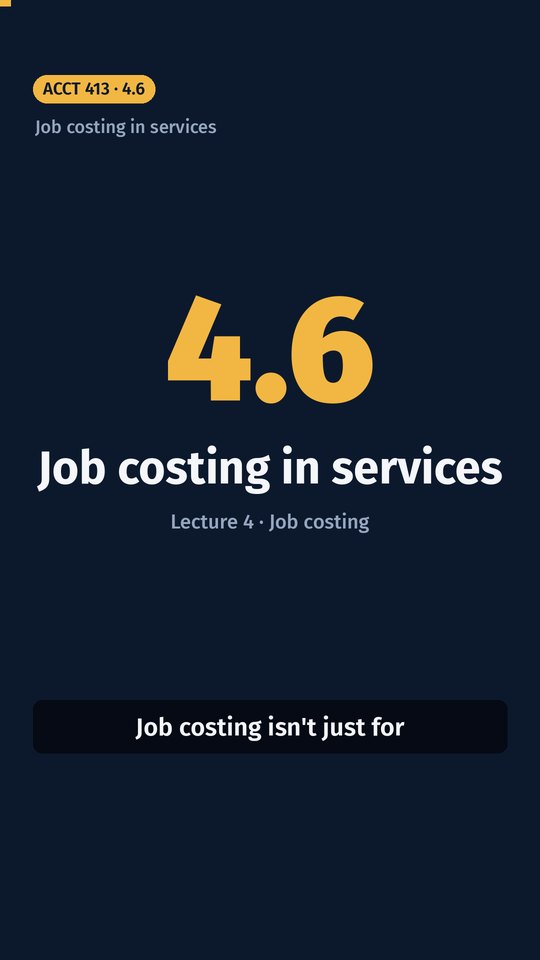 ACCT 413 · 4.6
Job costing in services
4.6
Job costing in services
Lecture 4 · Job costing
Job costing isn't just for